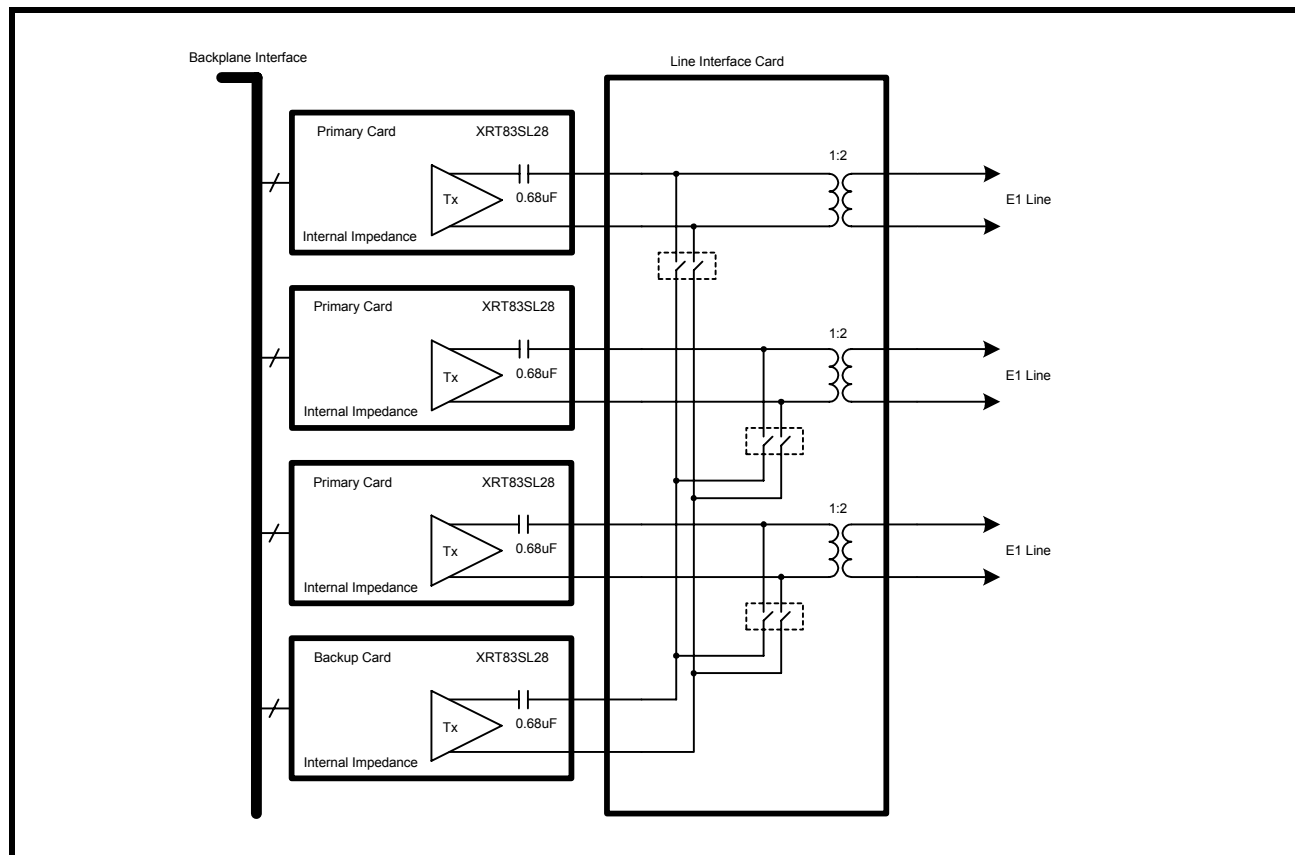 Backplane Interface
Line Interface Card
Primary Card XRT83SL28
1:2
Tx
0.68uF
E1 Line
Internal Impedance
Primary Card XRT83SL28
1:2
Tx
0.68uF
E1 Line
Internal Impedance
Primary Card XRT83SL28
1:2
Tx
0.68uF
E1 Line
Internal Impedance
Backup Card XRT83SL28
Tx
0.68uF
Internal Impedance